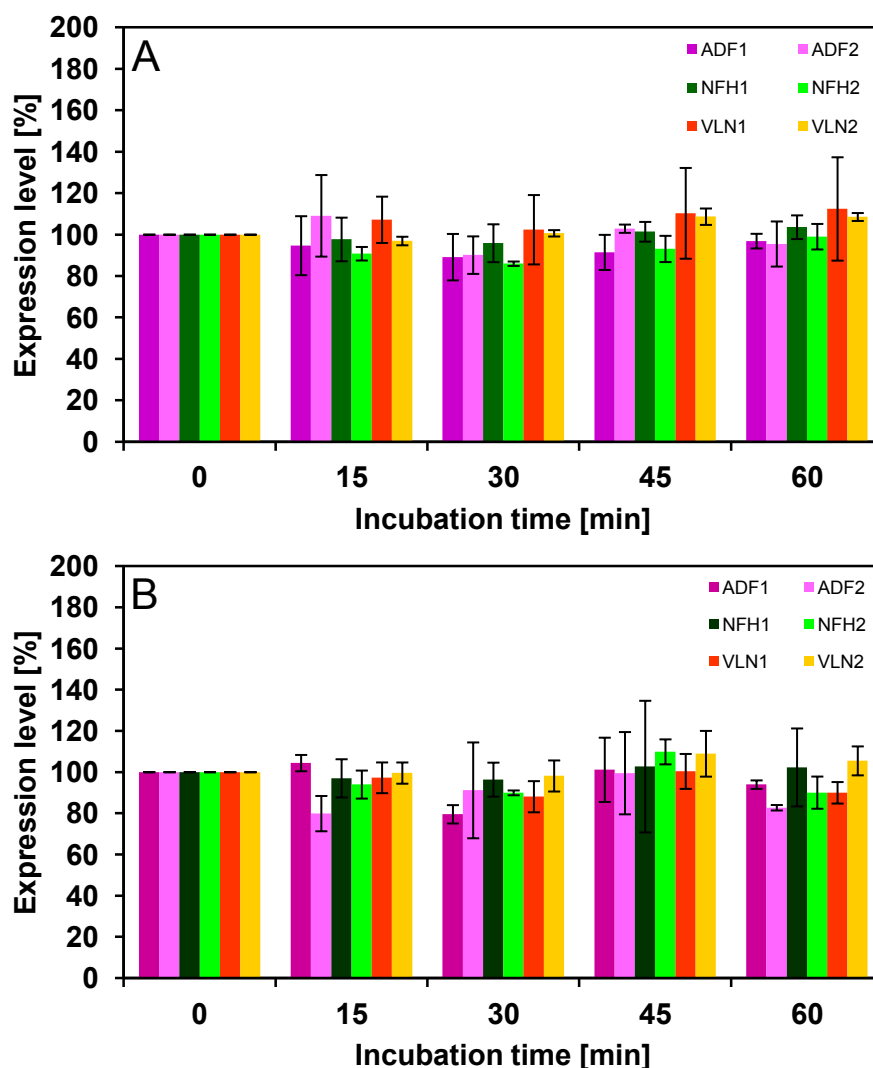 A
Expression level [%]
200
180
160
140
120
100
80
60
40
20
0
ADF1 ADF2
NFH1 NFH2
VLN1 VLN2
0 15 30 45 60
Incubation time [min]
B
Expression level [%]
200
180
160
140
120
100
80
60
40
20
0
ADF1 ADF2
NFH1 NFH2
VLN1 VLN2
0 15 30 45 60
Incubation time [min]